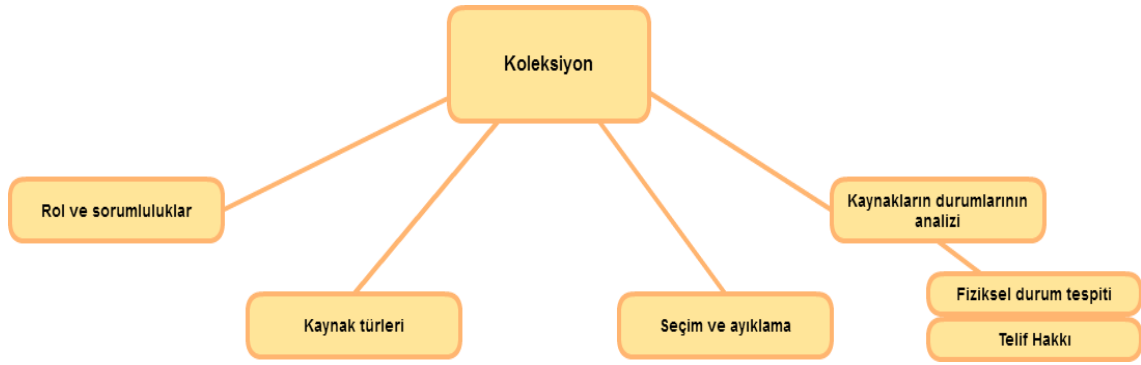 Koleksiyon
Rol ve sorumluluklar
Kaynakların durumlarının
analizi
Kaynak türleri
Seçim ve ayıklama
Fiziksel durum tespiti
Telif Hakkı